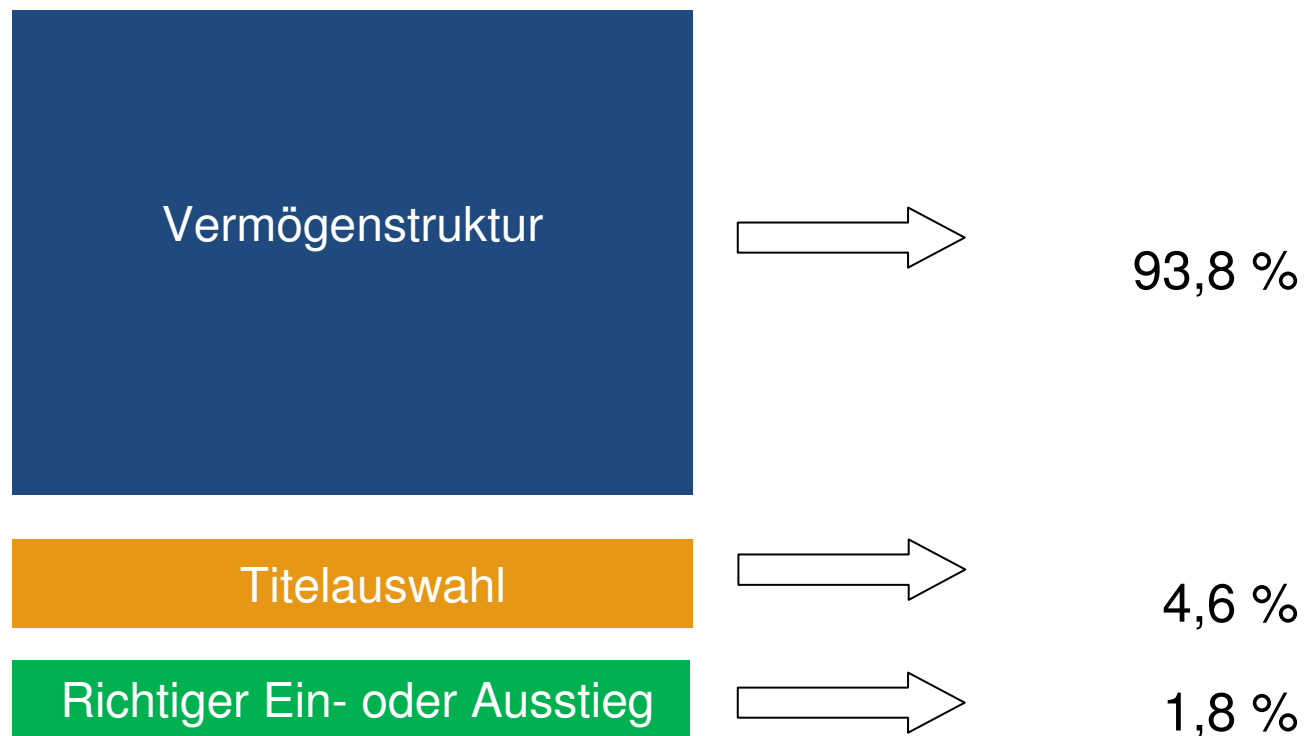 Vermögenstruktur
93,8 %
Titelauswahl
4,6 %
Richtiger Ein- oder Ausstieg
1,8 %